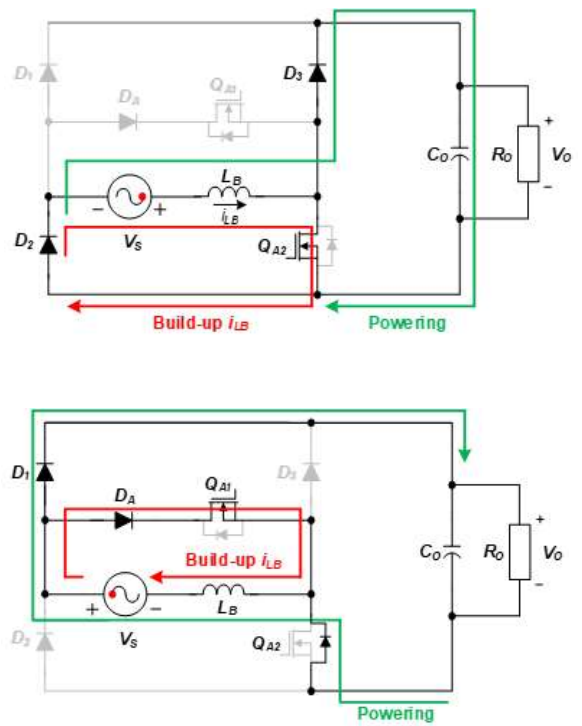 D1
D3
DA
QA1
LB
CO
RO
+
VO
−
−
+
VS
iLB
D2
QA2
Build-up iLB
Powering
D1
QA1
D3
DA
Build-up iLB
CO
RO
+
VO
−
+
−
VS
LB
D2
QA2
Powering